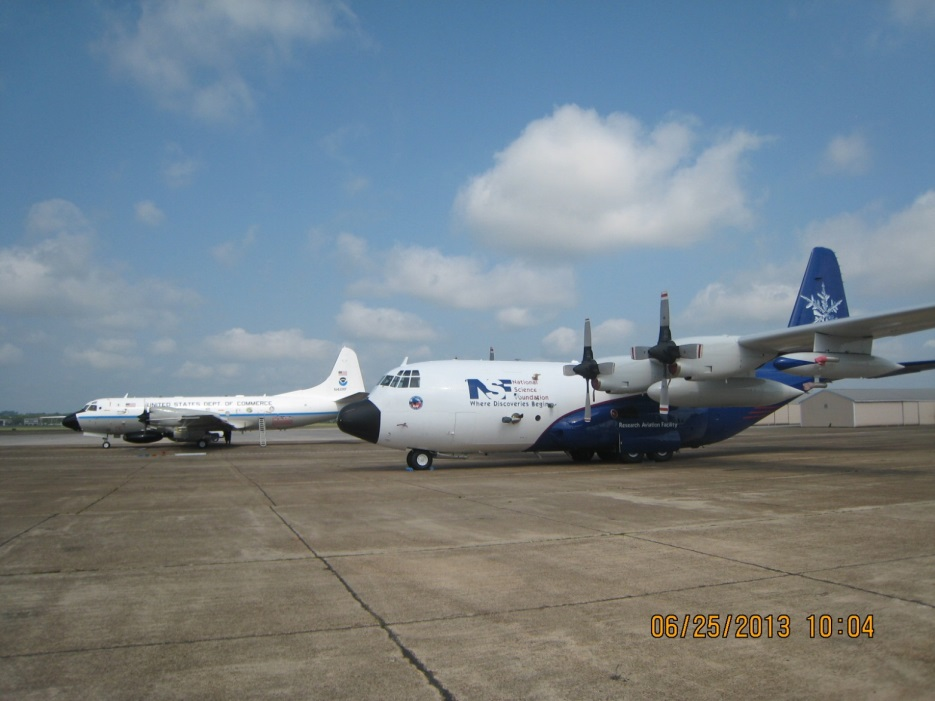 UNITED STATES DEPT OF COMMERCE
NSF
National
Science
Foundation
Where Discoveries Begin
Research Aviation Facility
06/25/2013 10:04